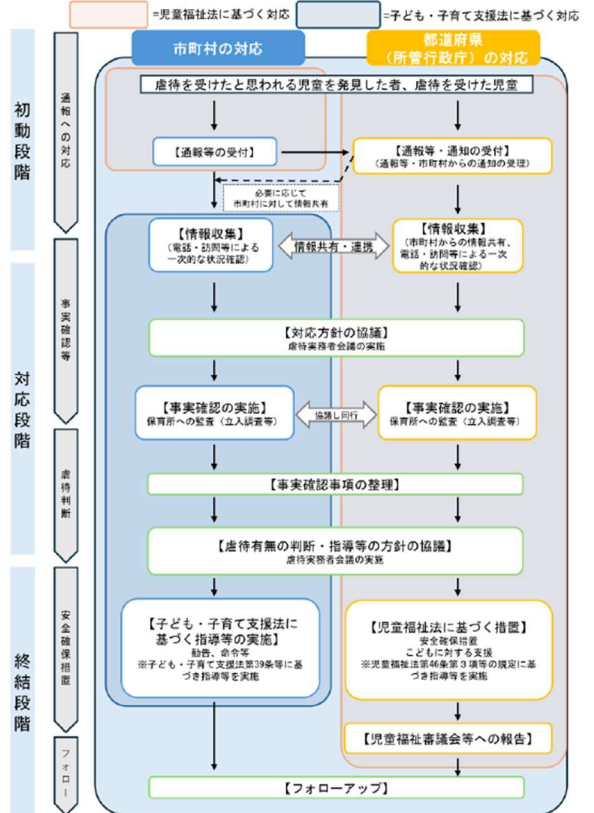 =児童福祉法に基づく対応
=子ども・子育て支援法に基づく対応
市町村の対応
都道府県
（所管行政庁）の対応
初動段階
通報への対応
虐待を受けたと思われる児童を発見した者、虐待を受けた児童
【通報等の受付】
【通報等・通知の受付】
（通報等・市町村からの通知の受理）
必要に応じて
市町村に対して情報共有
【情報収集】
（電話・訪問等による
一次的な状況確認）
情報共有・連携
【情報収集】
（市町村からの情報共有、
電話・訪問等による一次
的な状況確認）
対応段階
事実確認等
【対応方針の協議】
虐待実務者会議の実施
【事実確認の実施】
保育所への監査（立入調査等）
協議し同行
【事実確認の実施】
保育所への監査（立入調査等）
虐待判断
【事実確認事項の整理】
【虐待有無の判断・指導等の方針の協議】
虐待実務者会議の実施
終結段階
安全確保措置
【子ども・子育て支援法に
基づく指導等の実施】
勧告、命令等
※子ども・子育て支援法第39条等に基
づき指導等を実施
【児童福祉法に基づく措置】
安全確保措置
こどもに対する支援
※児童福祉法第46条第３項等の規定に基
づき指導等を実施
【児童福祉審議会等への報告】
フォロー
【フォローアップ】